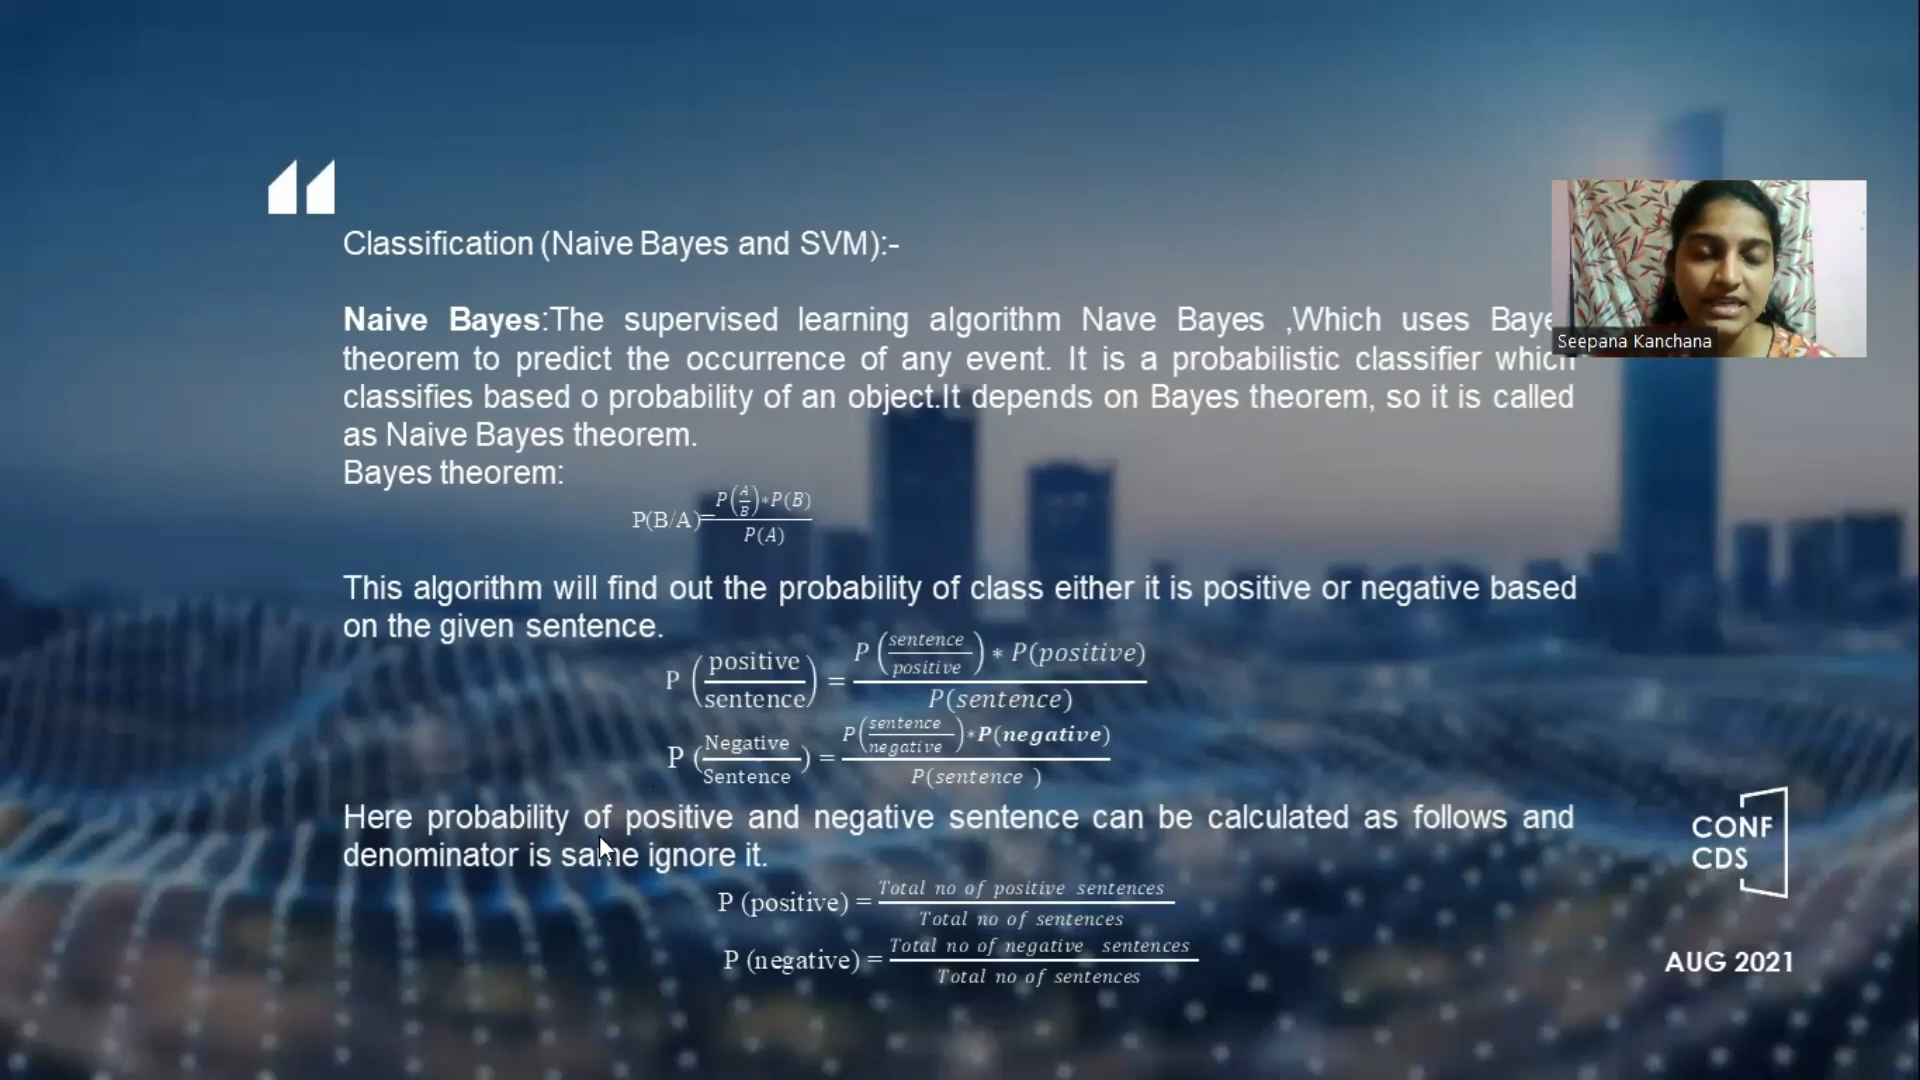 Classification (Naive Bayes and SVM):-
Naive Bayes:The supervised learning algorithm Nave Bayes ,Which uses Baye
theorem to predict the occurrence of any event. It is a probabilistic classifier which
classifies based o probability of an object.It depends on Bayes theorem, so it is called
as Naive Bayes theorem.
Bayes theorem:
P(B/A)=P(A/B)*P(B)/P(A)
This algorithm will find out the probability of class either it is positive or negative based
on the given sentence.
P (positive/sentence) = P (sentence/positive) * P(positive)/P(sentence)
P (Negative/Sentence) = P(sentence/negative)*P(negative)/P(sentence )
Here probability of positive and negative sentence can be calculated as follows and
denominator is same ignore it.
P (positive) = Total no of positive sentences/Total no of sentences
P (negative) = Total no of negative sentences/Total no of sentences
Seepana Kanchana
CONF
CDS
AUG 2021